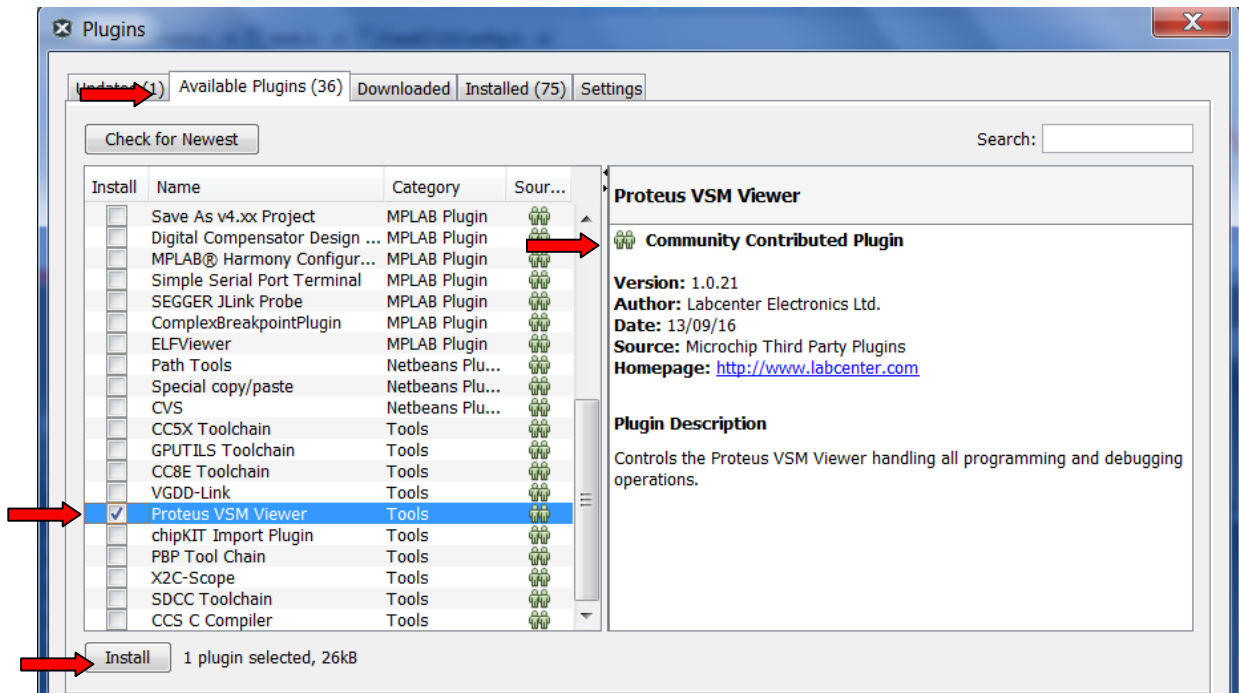 Plugins
(1) Available Plugins (36) Downloaded Installed (75) Settings
Check for Newest Search:
Install Name Category Sour...
Save As v4.xx Project MPLAB Plugin
Digital Compensator Design ... MPLAB Plugin
MPLAB® Harmony Configur... MPLAB Plugin
Simple Serial Port Terminal MPLAB Plugin
SEGGER JLink Probe MPLAB Plugin
ComplexBreakpointPlugin MPLAB Plugin
ELFViewer MPLAB Plugin
Path Tools Netbeans Plu...
Special copy/paste Netbeans Plu...
CVS Netbeans Plu...
CC5X Toolchain Tools
GPUTILS Toolchain Tools
CC8E Toolchain Tools
VGDD-Link Tools
Proteus VSM Viewer Tools
chipKIT Import Plugin Tools
PBP Tool Chain Tools
X2C-Scope Tools
SDCC Toolchain Tools
CCS C Compiler Tools
Proteus VSM Viewer
Community Contributed Plugin
Version: 1.0.21
Author: Labcenter Electronics Ltd.
Date: 13/09/16
Source: Microchip Third Party Plugins
Homepage: http://www.labcenter.com
Plugin Description
Controls the Proteus VSM Viewer handling all programming and debugging
operations.
Install 1 plugin selected, 26kB